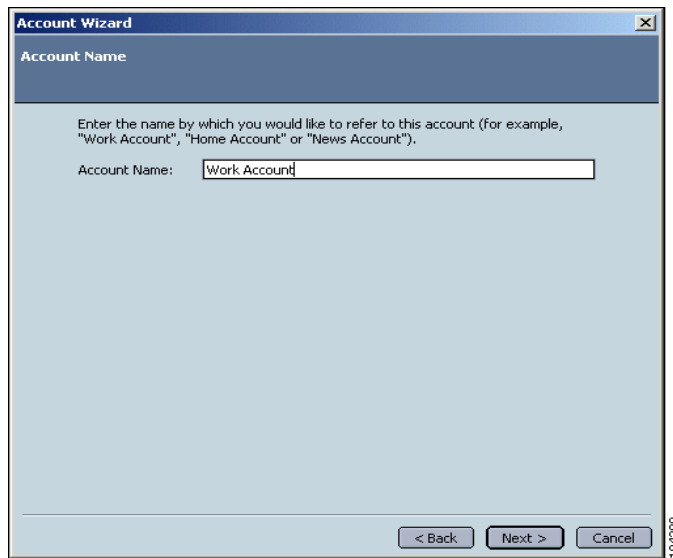 Account Wizard
Account Name
Enter the name by which you would like to refer to this account (for example,
"Work Account", "Home Account" or "News Account").
Account Name: Work Account
< Back Next > Cancel